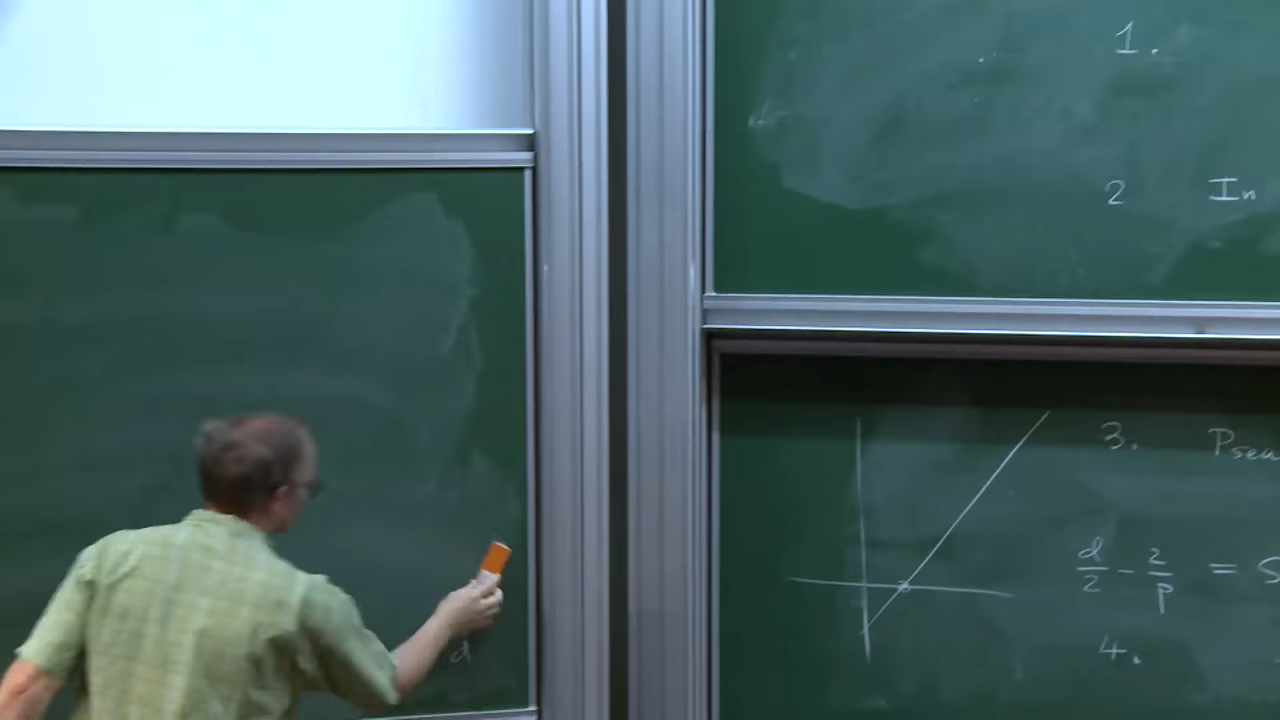 1.
2 In
3. Pseu
d/2 - 2/p = S
4.
d